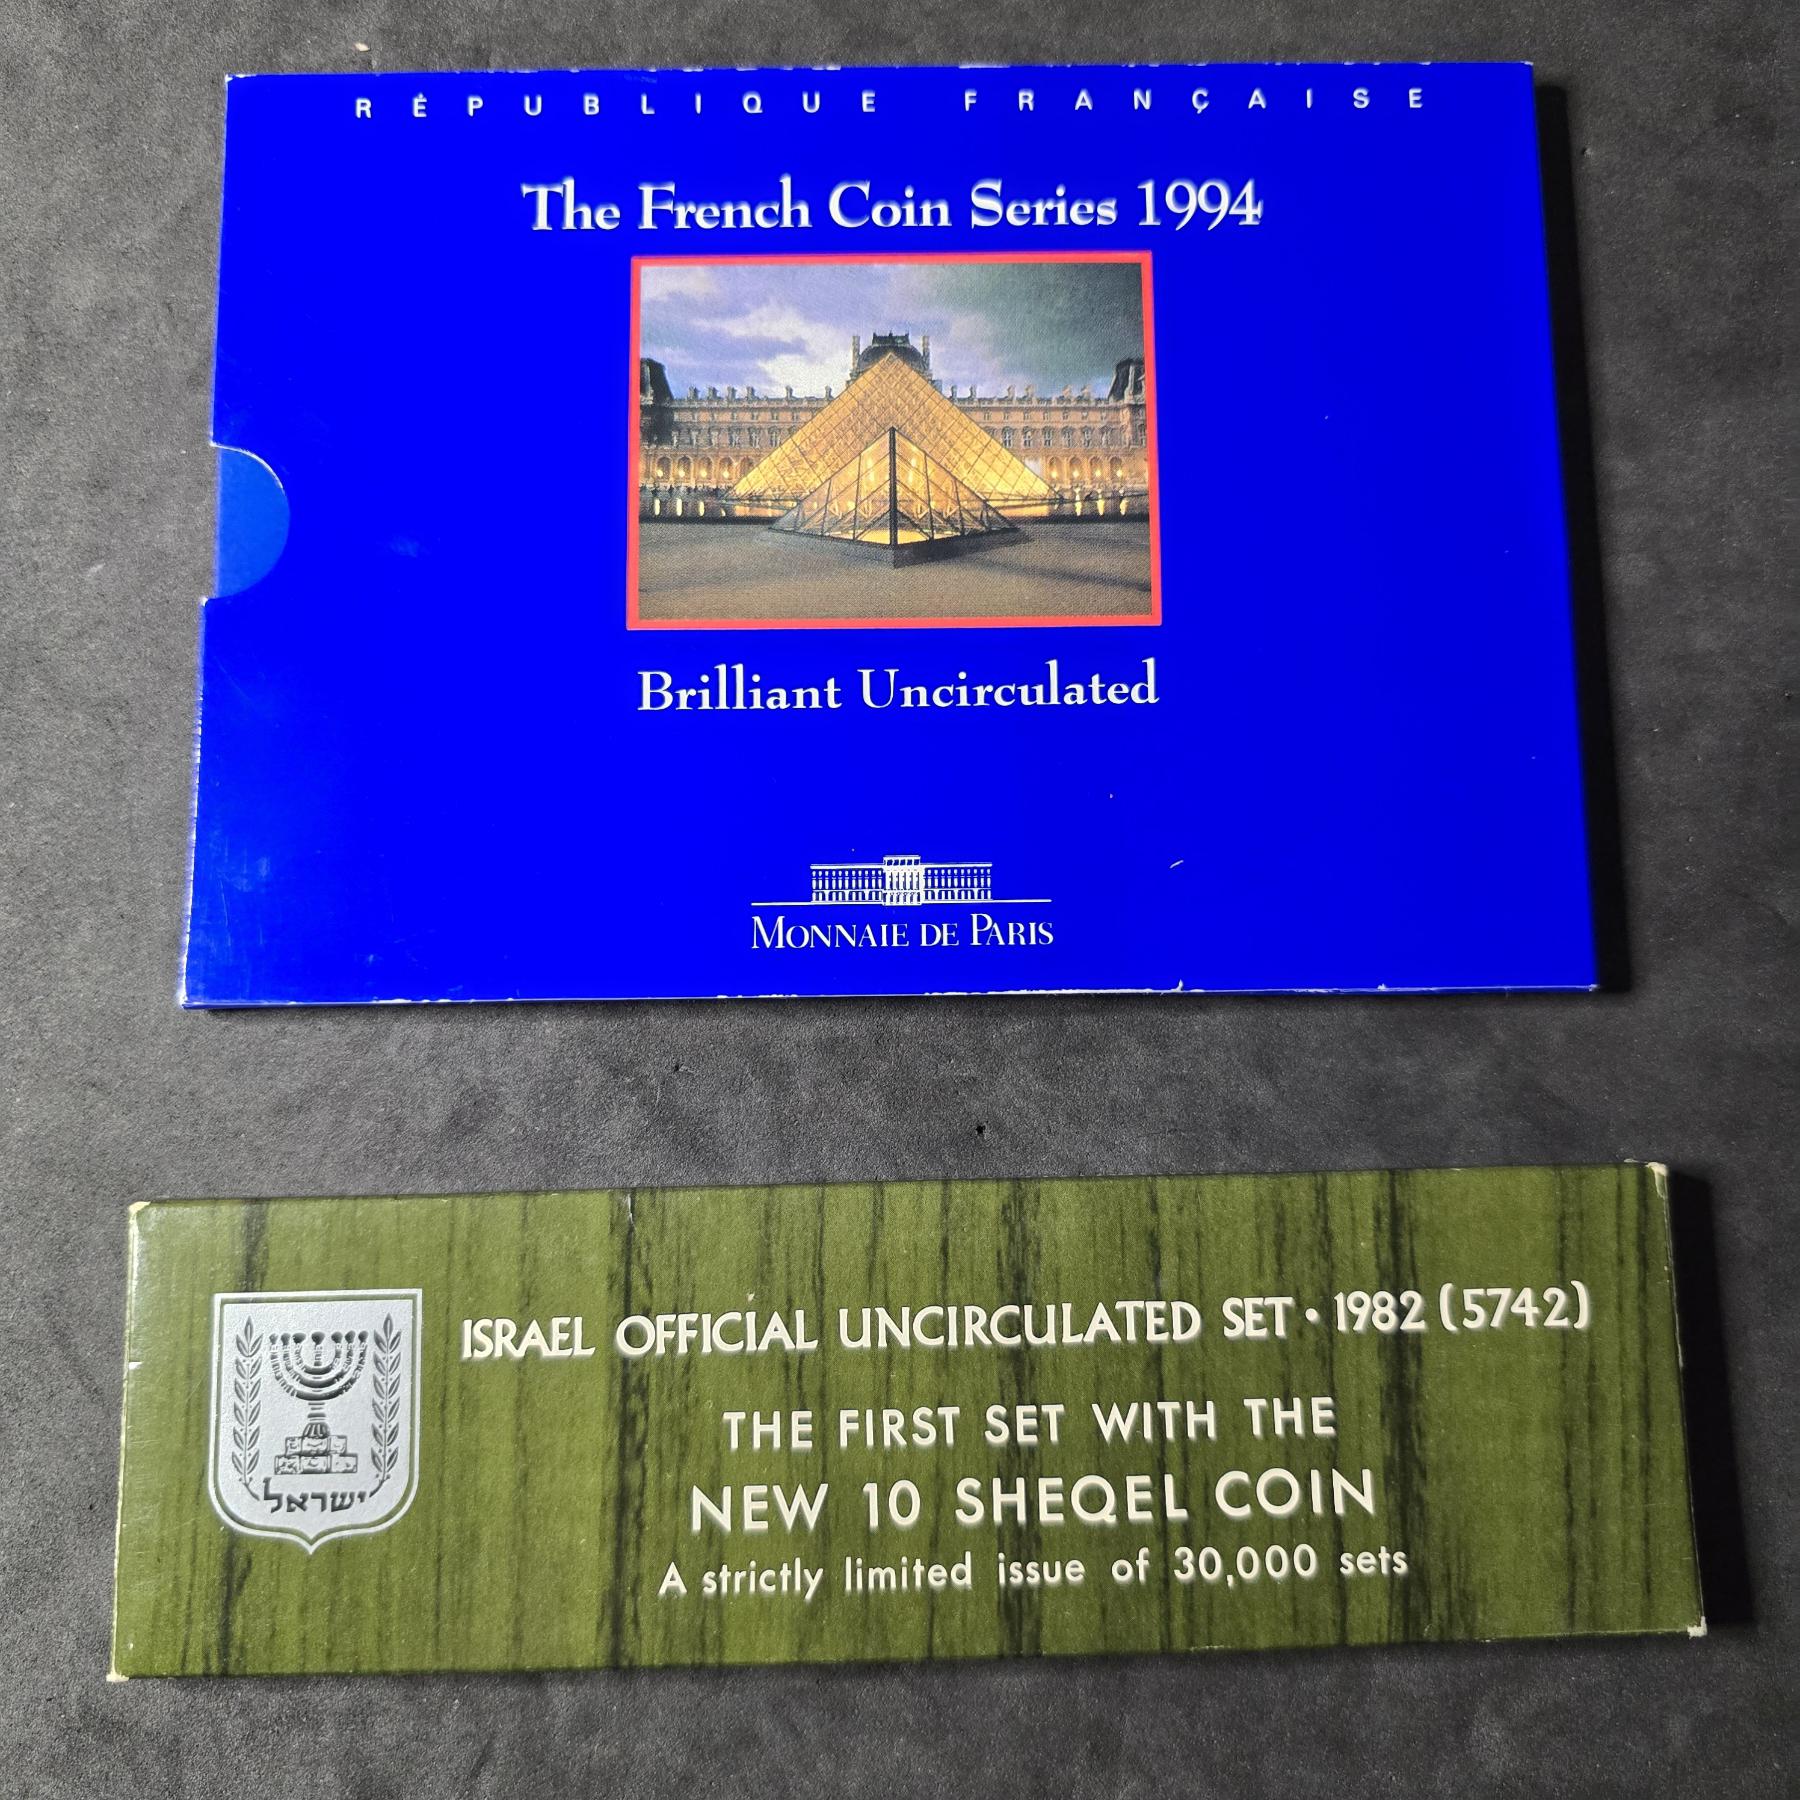 RÉPUBLIQUE FRANÇAISE
The French Coin Series 1994
Brilliant Uncirculated
MONNAIE DE PARIS
ISRAEL OFFICIAL UNCIRCULATED SET • 1982 (5742)
THE FIRST SET WITH THE
NEW 10 SHEQEL COIN
A strictly limited issue of 30,000 sets
ישראל